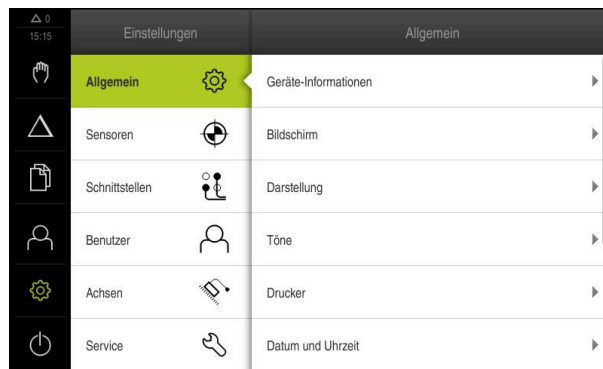 0
15:15
Einstellungen
Allgemein
Allgemein
Sensoren
Schnittstellen
Benutzer
Achsen
Service
Geräte-Informationen
Bildschirm
Darstellung
Töne
Drucker
Datum und Uhrzeit